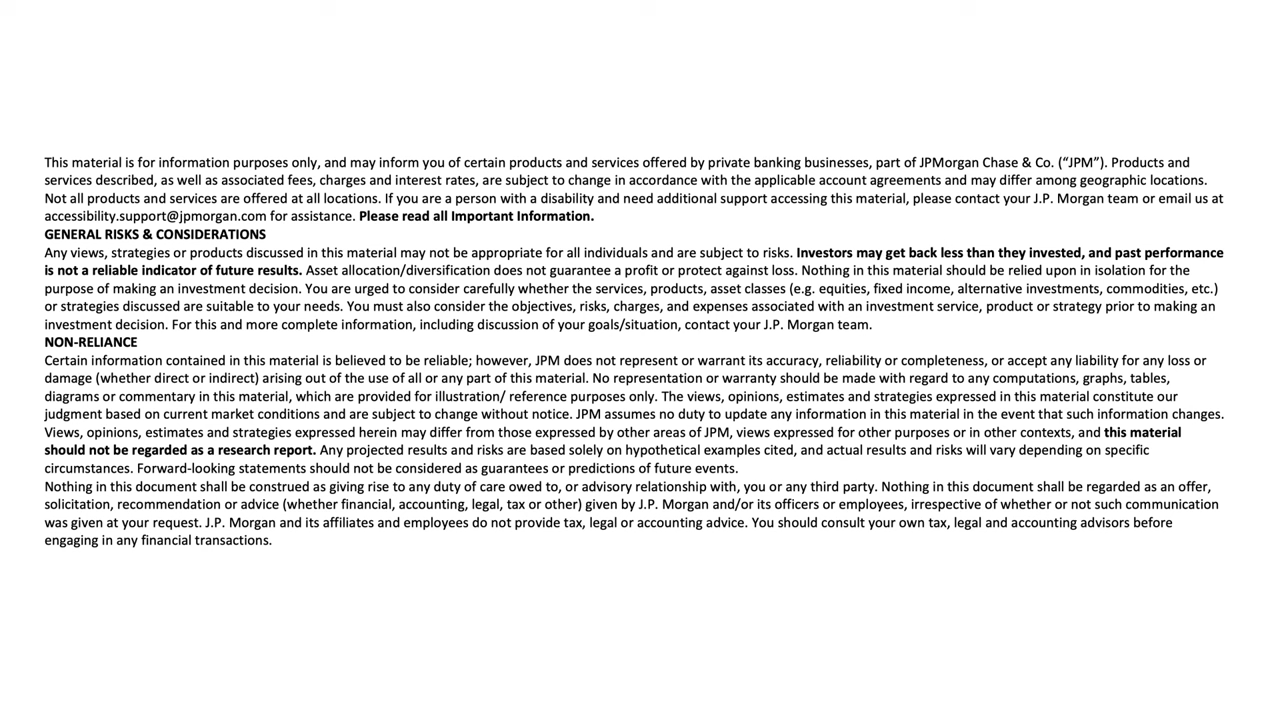 This material is for information purposes only, and may inform you of certain products and services offered by private banking businesses, part of JPMorgan Chase & Co. (“JPM”). Products and
services described, as well as associated fees, charges and interest rates, are subject to change in accordance with the applicable account agreements and may differ among geographic locations.
Not all products and services are offered at all locations. If you are a person with a disability and need additional support accessing this material, please contact your J.P. Morgan team or email us at
accessibility.support@jpmorgan.com for assistance. Please read all Important Information.
GENERAL RISKS & CONSIDERATIONS
Any views, strategies or products discussed in this material may not be appropriate for all individuals and are subject to risks. Investors may get back less than they invested, and past performance
is not a reliable indicator of future results. Asset allocation/diversification does not guarantee a profit or protect against loss. Nothing in this material should be relied upon in isolation for the
purpose of making an investment decision. You are urged to consider carefully whether the services, products, asset classes (e.g. equities, fixed income, alternative investments, commodities, etc.)
or strategies discussed are suitable to your needs. You must also consider the objectives, risks, charges, and expenses associated with an investment service, product or strategy prior to making an
investment decision. For this and more complete information, including discussion of your goals/situation, contact your J.P. Morgan team.
NON-RELIANCE
Certain information contained in this material is believed to be reliable; however, JPM does not represent or warrant its accuracy, reliability or completeness, or accept any liability for any loss or
damage (whether direct or indirect) arising out of the use of all or any part of this material. No representation or warranty should be made with regard to any computations, graphs, tables,
diagrams or commentary in this material, which are provided for illustration/ reference purposes only. The views, opinions, estimates and strategies expressed in this material constitute our
judgment based on current market conditions and are subject to change without notice. JPM assumes no duty to update any information in this material in the event that such information changes.
Views, opinions, estimates and strategies expressed herein may differ from those expressed by other areas of JPM, views expressed for other purposes or in other contexts, and this material
should not be regarded as a research report. Any projected results and risks are based solely on hypothetical examples cited, and actual results and risks will vary depending on specific
circumstances. Forward-looking statements should not be considered as guarantees or predictions of future events.
Nothing in this document shall be construed as giving rise to any duty of care owed to, or advisory relationship with, you or any third party. Nothing in this document shall be regarded as an offer,
solicitation, recommendation or advice (whether financial, accounting, legal, tax or other) given by J.P. Morgan and/or its officers or employees, irrespective of whether or not such communication
was given at your request. J.P. Morgan and its affiliates and employees do not provide tax, legal or accounting advice. You should consult your own tax, legal and accounting advisors before
engaging in any financial transactions.